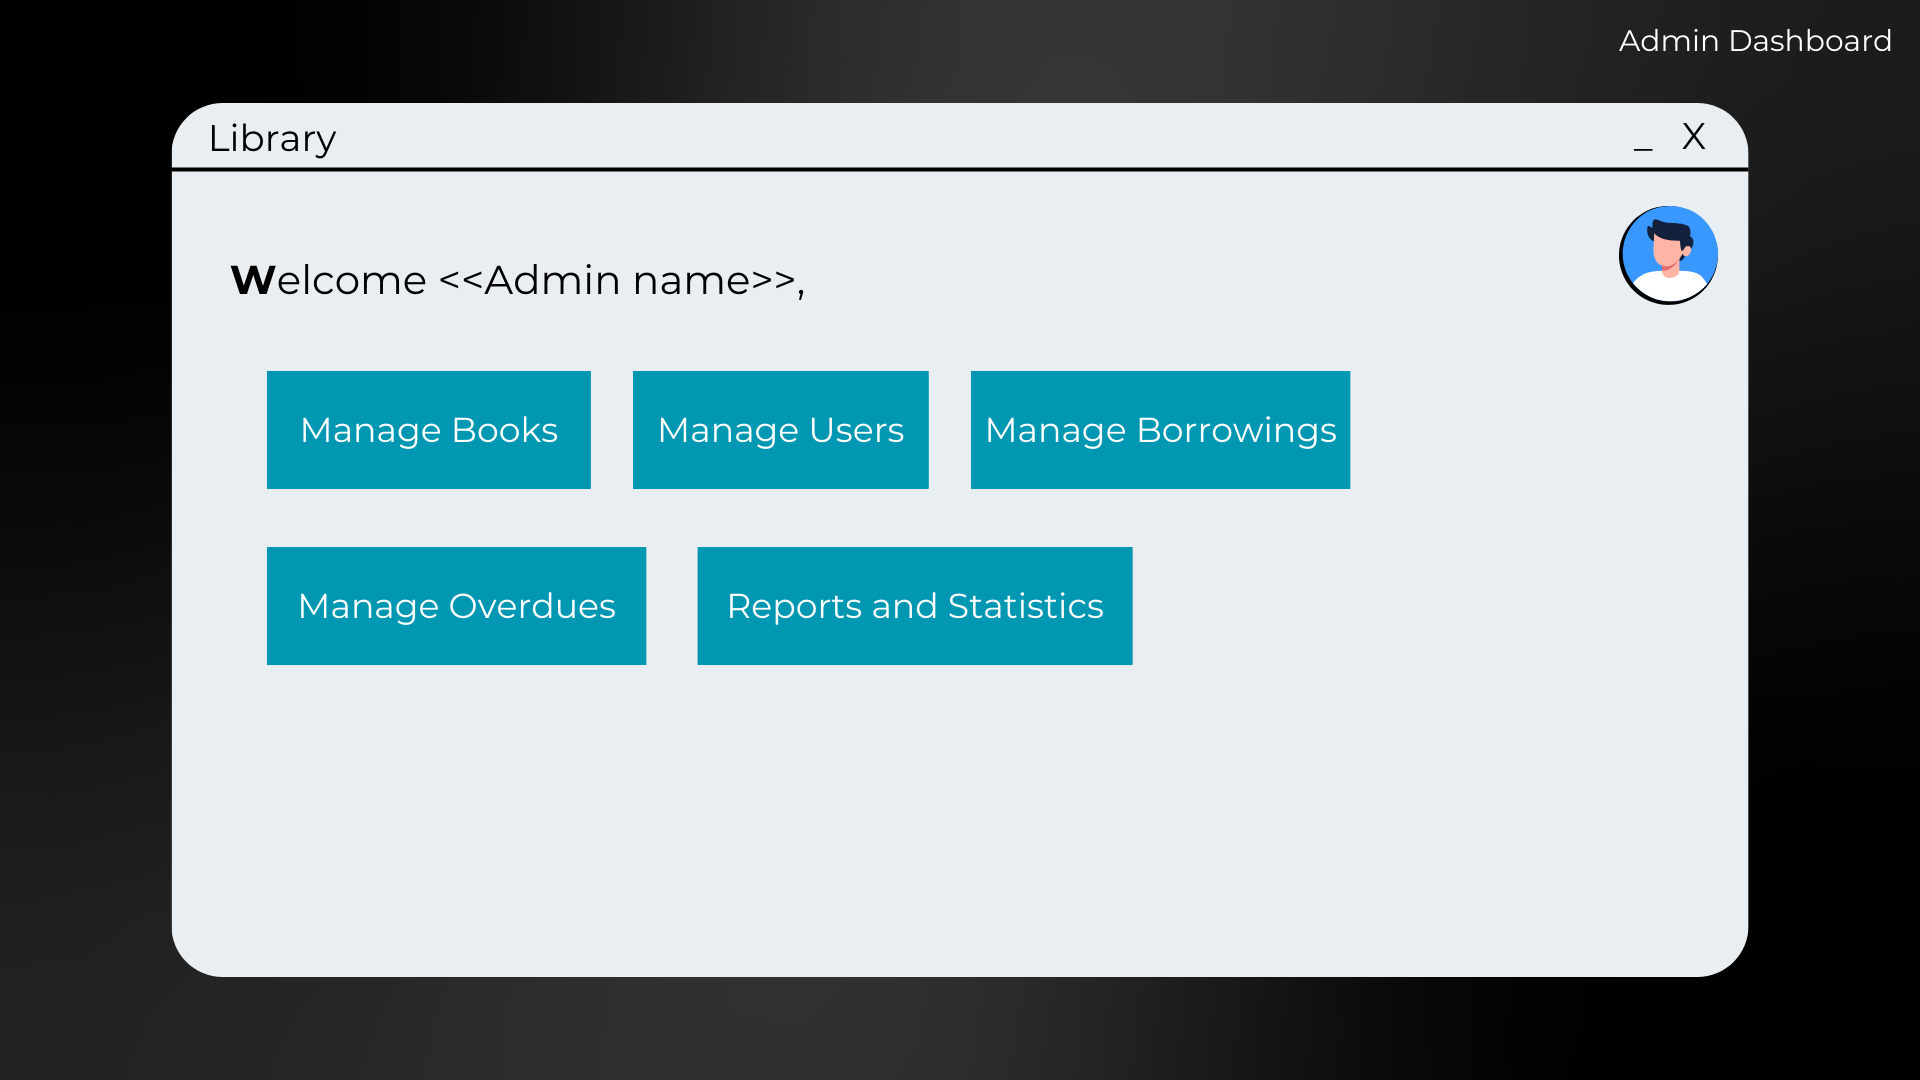 Admin Dashboard
Library
_ X
Welcome <<Admin name>>,
Manage Books
Manage Users
Manage Borrowings
Manage Overdues
Reports and Statistics